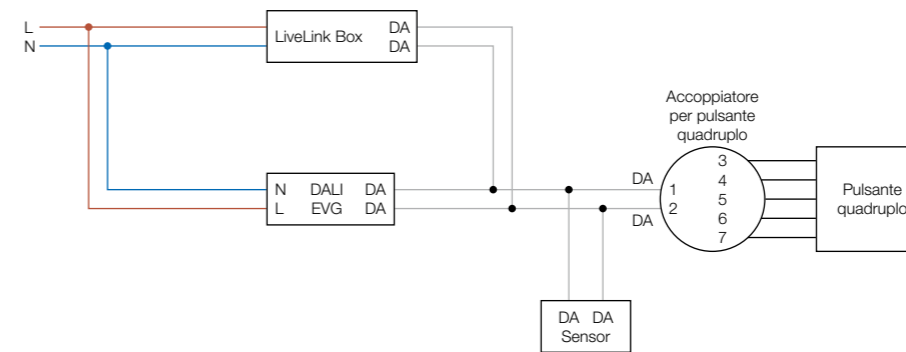 L
N
LiveLink Box
DA
DA
N DALI DA
L EVG DA
Accoppiatore
per pulsante
quadruplo
DA
DA
1
2
3
4
5
6
7
Pulsante
quadruplo
DA DA
Sensor